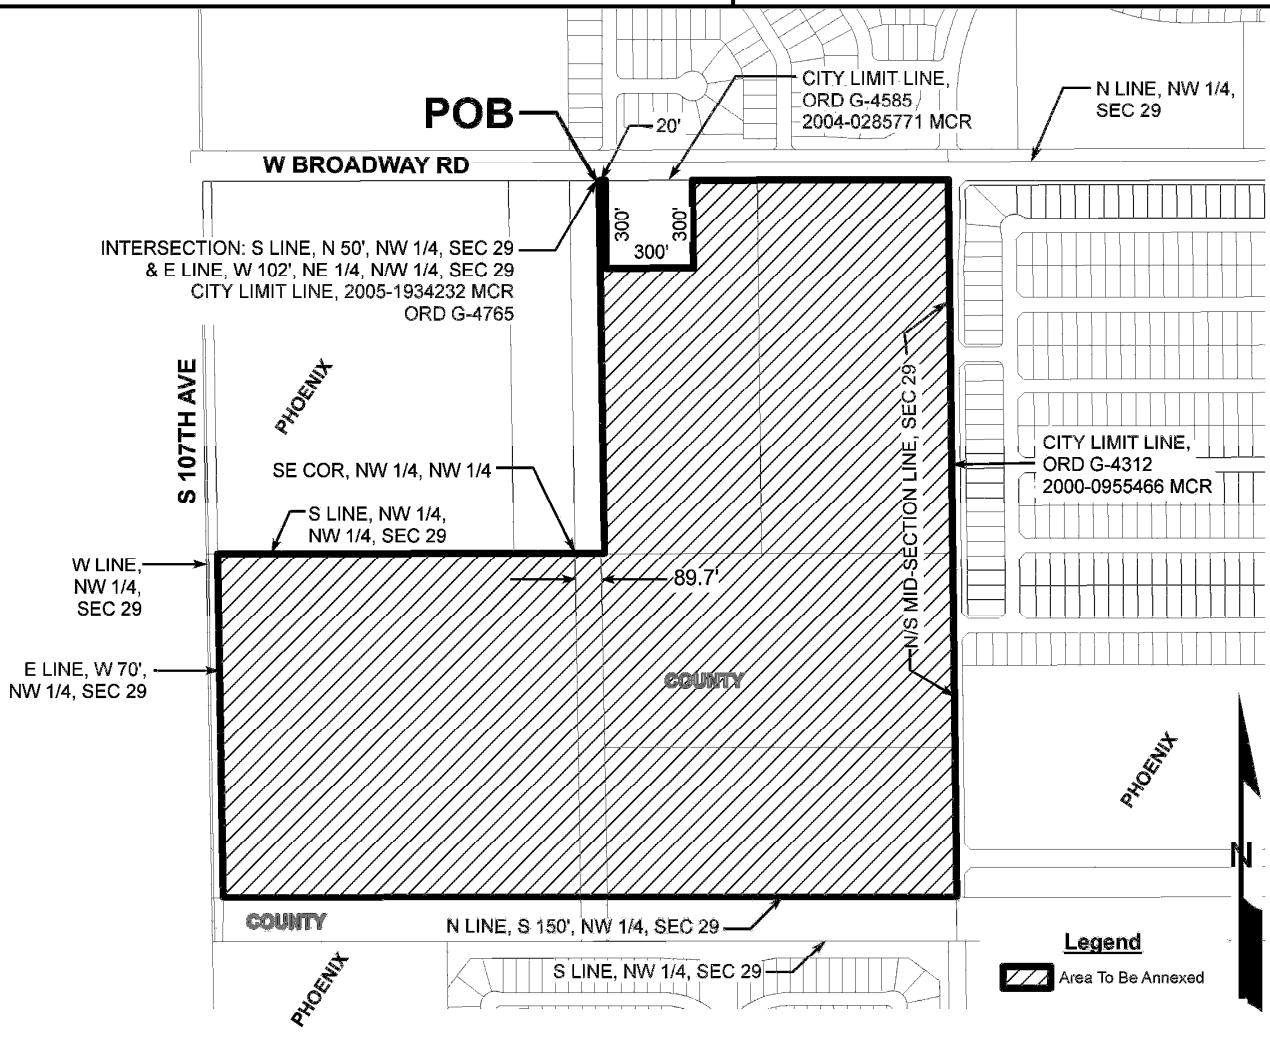 CITY LIMIT LINE,
ORD G-4585
2004-0285771 MCR
N LINE, NW 1/4,
SEC 29
POB
20'
W BROADWAY RD
300'
300'
300'
INTERSECTION: S LINE, N 50', NW 1/4, SEC 29
& E LINE, W 102', NE 1/4, N/W 1/4, SEC 29
CITY LIMIT LINE, 2005-1934232 MCR
ORD G-4765
PHOENIX
S 107TH AVE
N/S MID-SECTION LINE, SEC 29
CITY LIMIT LINE,
ORD G-4312
2000-0955466 MCR
SE COR, NW 1/4, NW 1/4
S LINE, NW 1/4,
NW 1/4, SEC 29
W LINE,
NW 1/4,
SEC 29
89.7'
E LINE, W 70',
NW 1/4, SEC 29
COUNTY
PHOENIX
N
COUNTY
N LINE, S 150', NW 1/4, SEC 29
S LINE, NW 1/4, SEC 29
PHOENIX
Legend
Area To Be Annexed